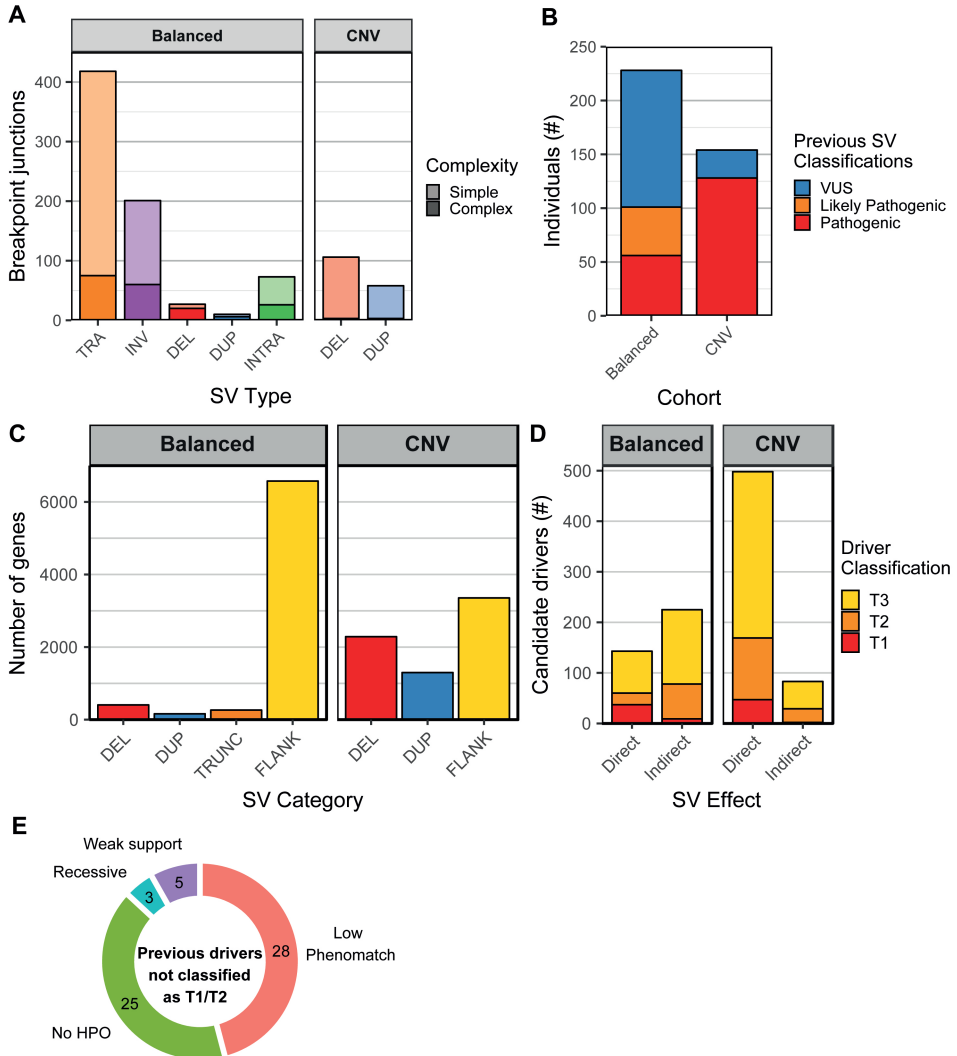 A
Balanced
CNV
Breakpoint junctions
400
300
200
100
0
TRA
INV
DEL
DUP
INTRA
DEL
DUP
SV Type
Complexity
Simple
Complex
B
Individuals (#)
250
200
150
100
50
0
Balanced
CNV
Cohort
Previous SV
Classifications
VUS
Likely Pathogenic
Pathogenic
C
Balanced
CNV
Number of genes
6000
4000
2000
0
DEL
DUP
TRUNC
FLANK
DEL
DUP
FLANK
SV Category
D
Balanced
CNV
Candidate drivers (#)
500
400
300
200
100
0
Direct
Indirect
Direct
Indirect
SV Effect
Driver
Classification
T3
T2
T1
E
Weak support
Recessive
5
3
Previous drivers
not classified
as T1/T2
28
Low
Phenomatch
25
No HPO